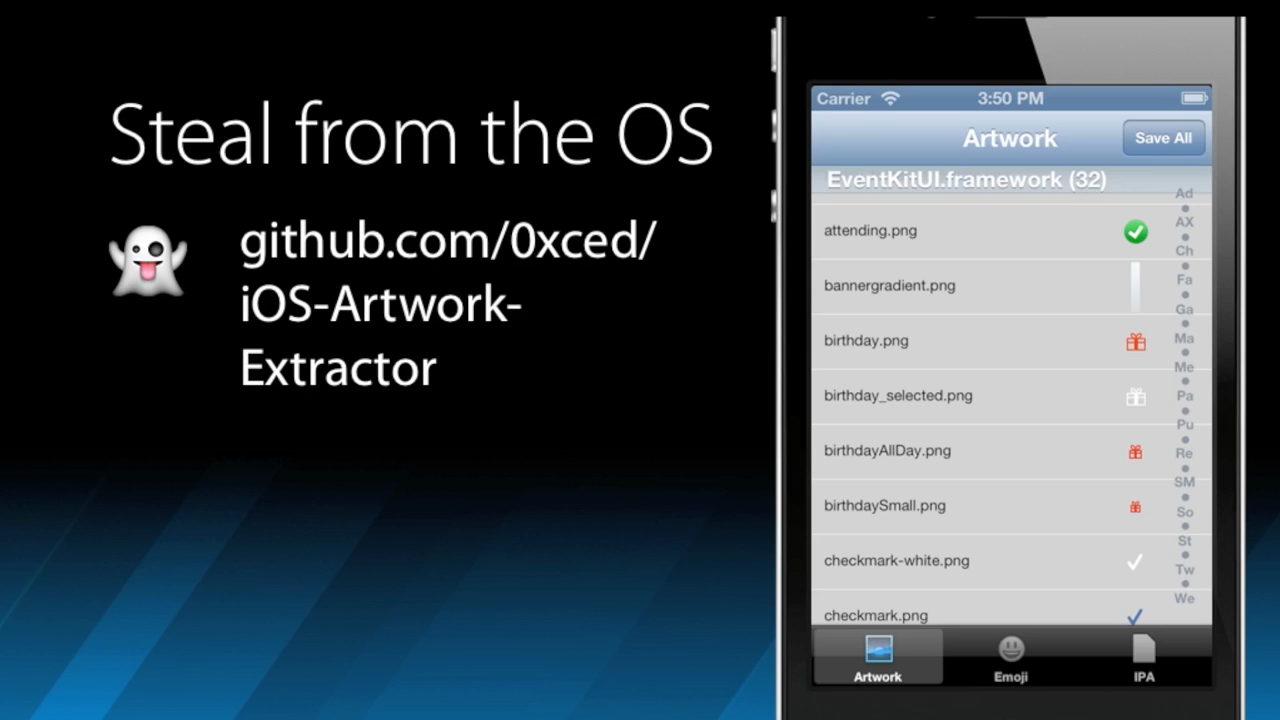 Steal from the OS
github.com/0xced/
iOS-Artwork-
Extractor
Carrier 3:50 PM
Artwork Save All
EventKitUI.framework (32)
attending.png
bannergradient.png
birthday.png
birthday_selected.png
birthdayAllDay.png
birthdaySmall.png
checkmark-white.png
checkmark.png
Ad
AX
Ch
Fa
Ga
Ma
Me
Pa
Pu
Re
SM
So
St
Tw
We
Artwork Emoji IPA